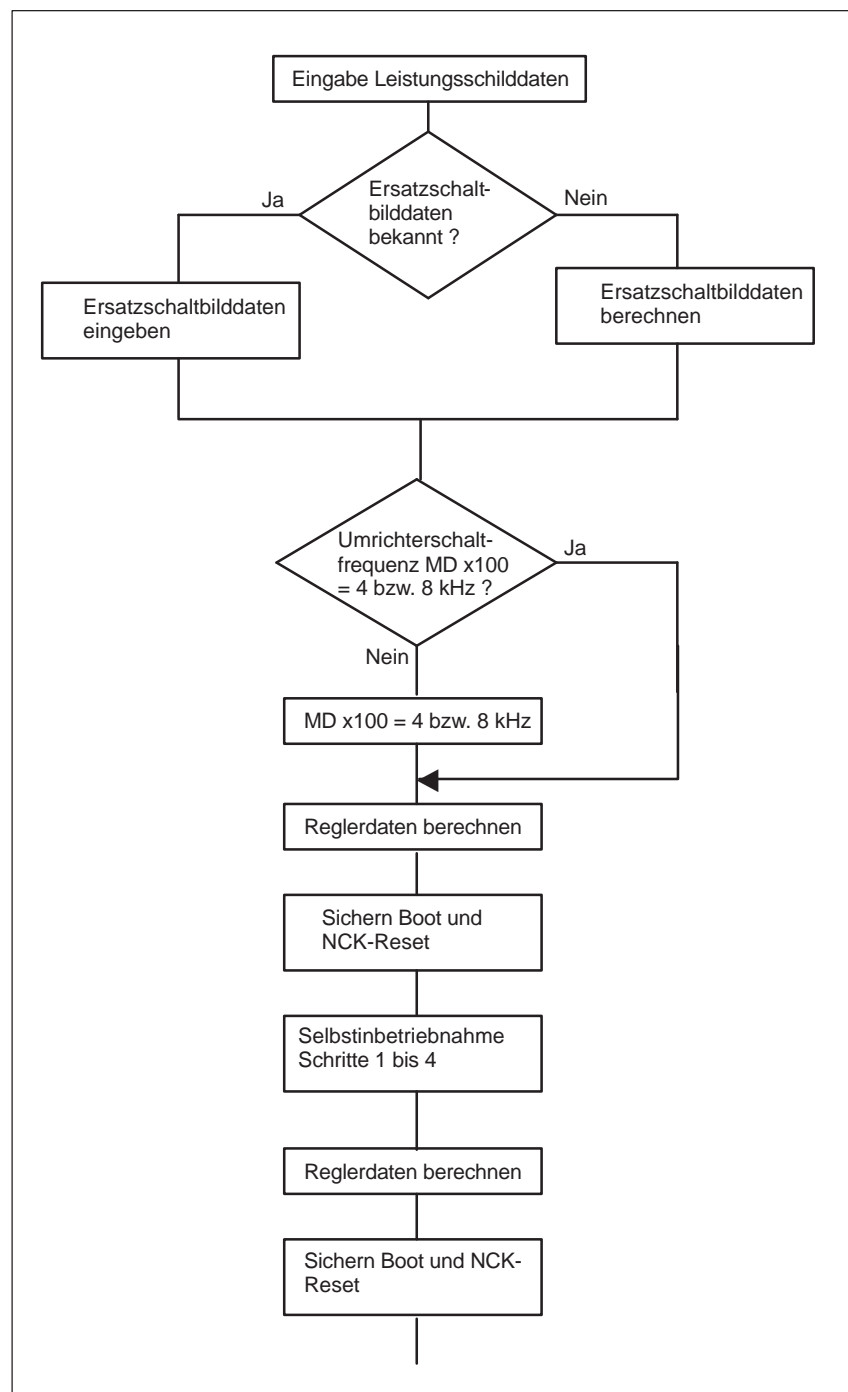 Eingabe Leistungsschilddaten
Ersatzschalt-
bilddaten
bekannt ?
Ja
Nein
Ersatzschaltbilddaten
eingeben
Ersatzschaltbilddaten
berechnen
Umrichterschalt-
frequenz MD x100
= 4 bzw. 8 kHz ?
Ja
Nein
MD x100 = 4 bzw. 8 kHz
Reglerdaten berechnen
Sichern Boot und
NCK-Reset
Selbstinbetriebnahme
Schritte 1 bis 4
Reglerdaten berechnen
Sichern Boot und NCK-
Reset